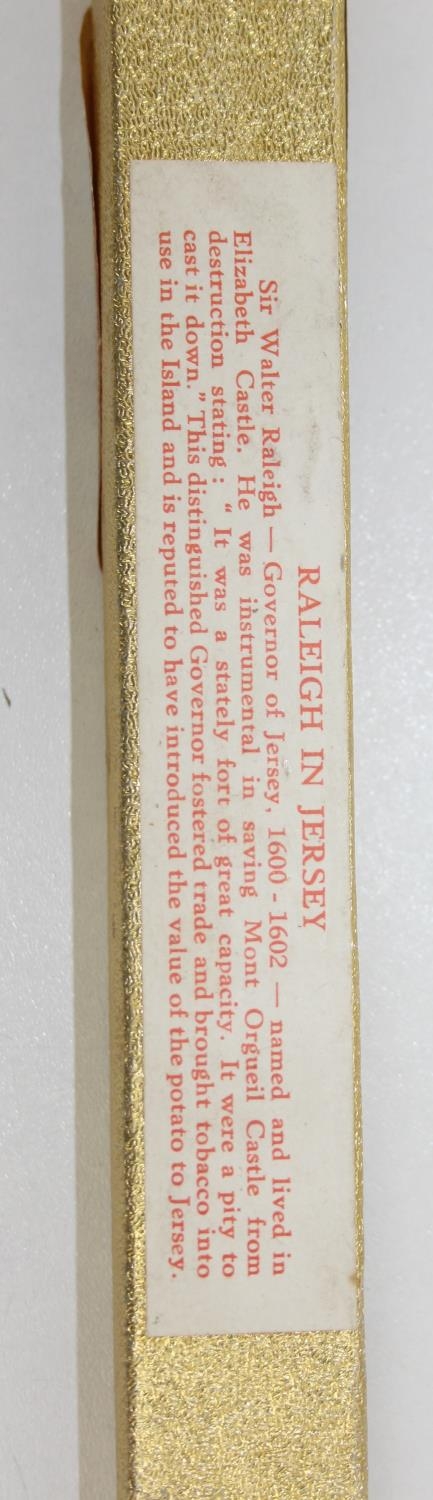 RALEIGH IN JERSEY
Sir Walter Raleigh — Governor of Jersey, 1600 - 1602 — named and lived in
Elizabeth Castle. He was instrumental in saving Mont Orgueil Castle from
destruction stating : "It was a stately fort of great capacity. It were a pity to
cast it down." This distinguished Governor fostered trade and brought tobacco into
use in the Island and is reputed to have introduced the value of the potato to Jersey.